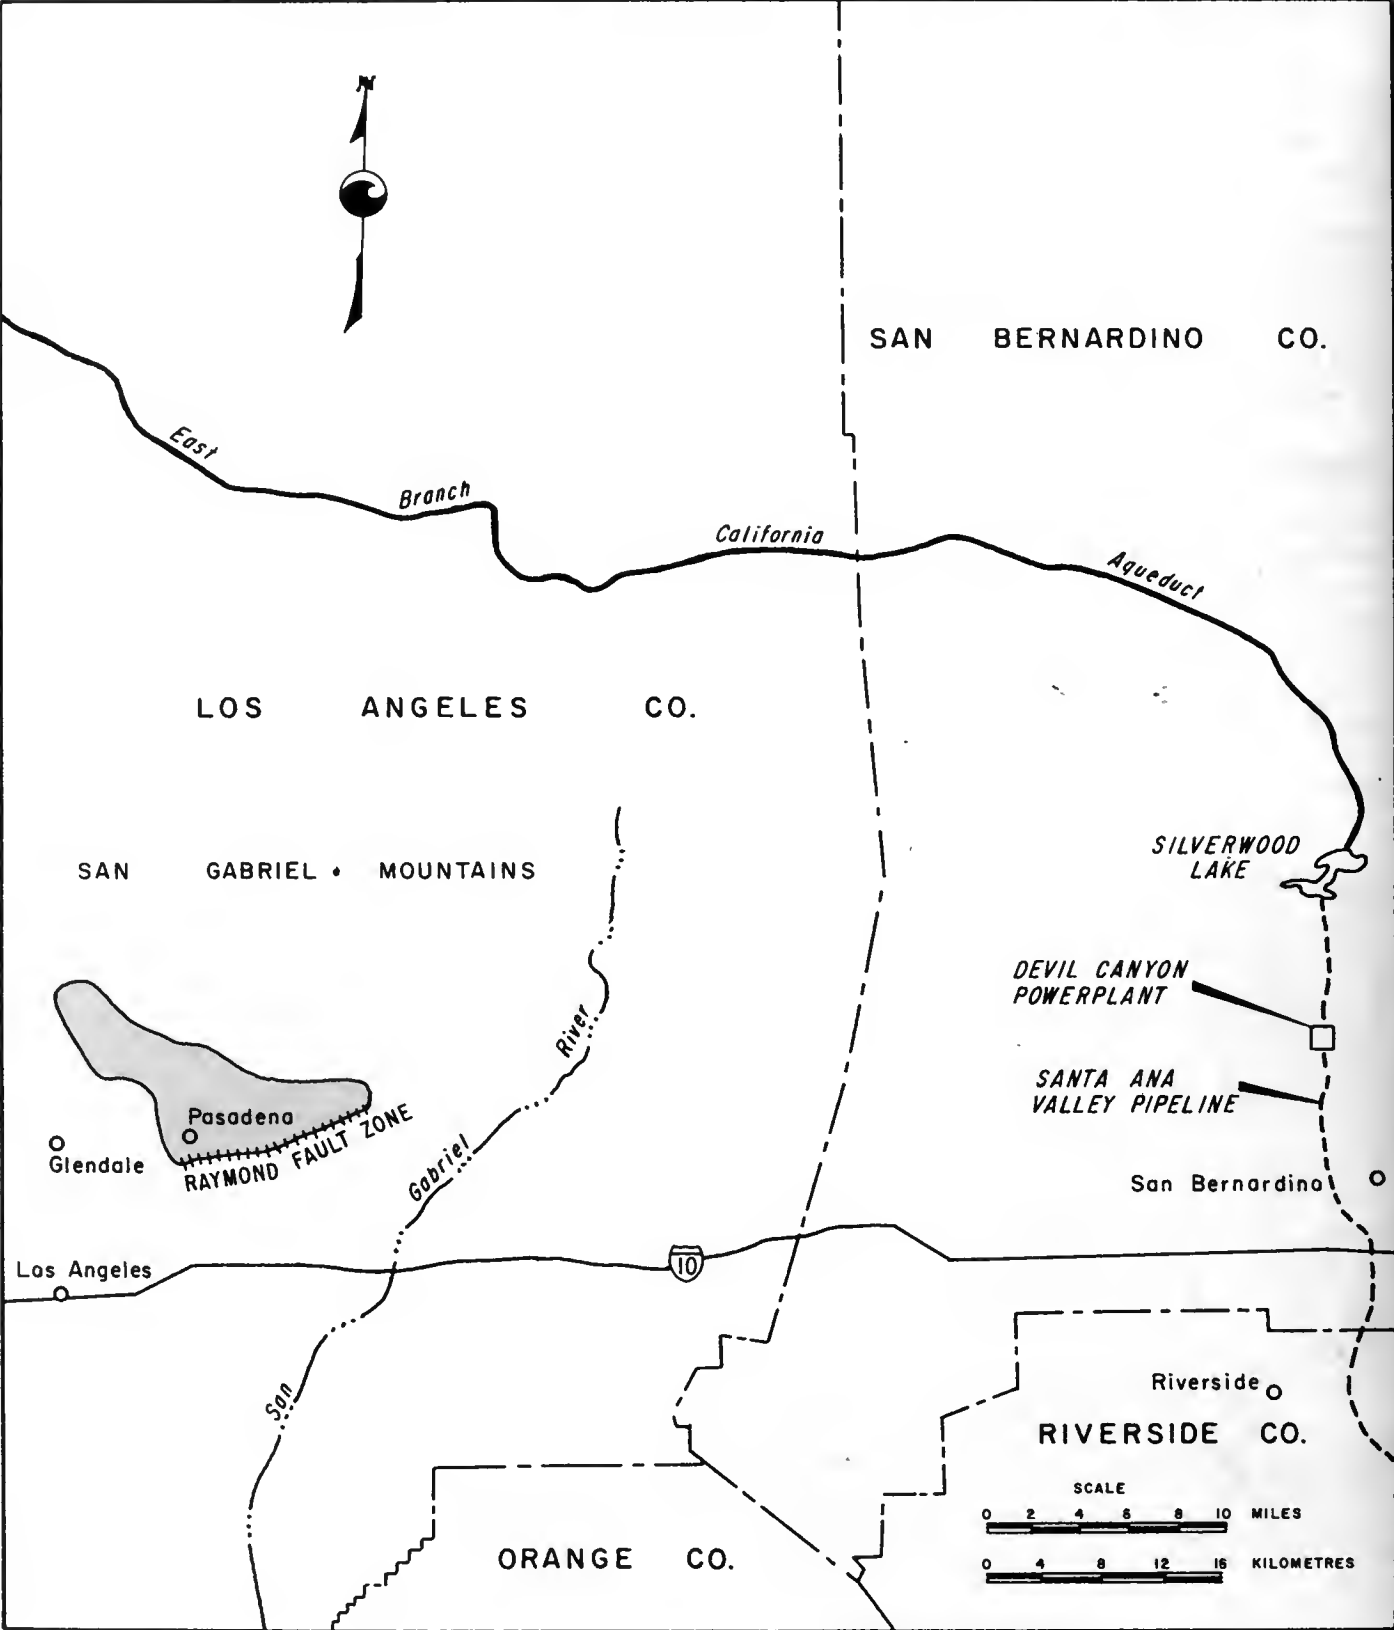 N
SAN BERNARDINO CO.
East Branch California Aqueduct
LOS ANGELES CO.
SILVERWOOD
LAKE
SAN GABRIEL MOUNTAINS
DEVIL CANYON
POWERPLANT
River
SANTA ANA
VALLEY PIPELINE
Pasadena
RAYMOND FAULT ZONE
Glendale
Gabriel
San Bernardino
Los Angeles
10
San
Riverside
RIVERSIDE CO.
SCALE
0 2 4 6 8 10 MILES
0 4 8 12 16 KILOMETRES
ORANGE CO.